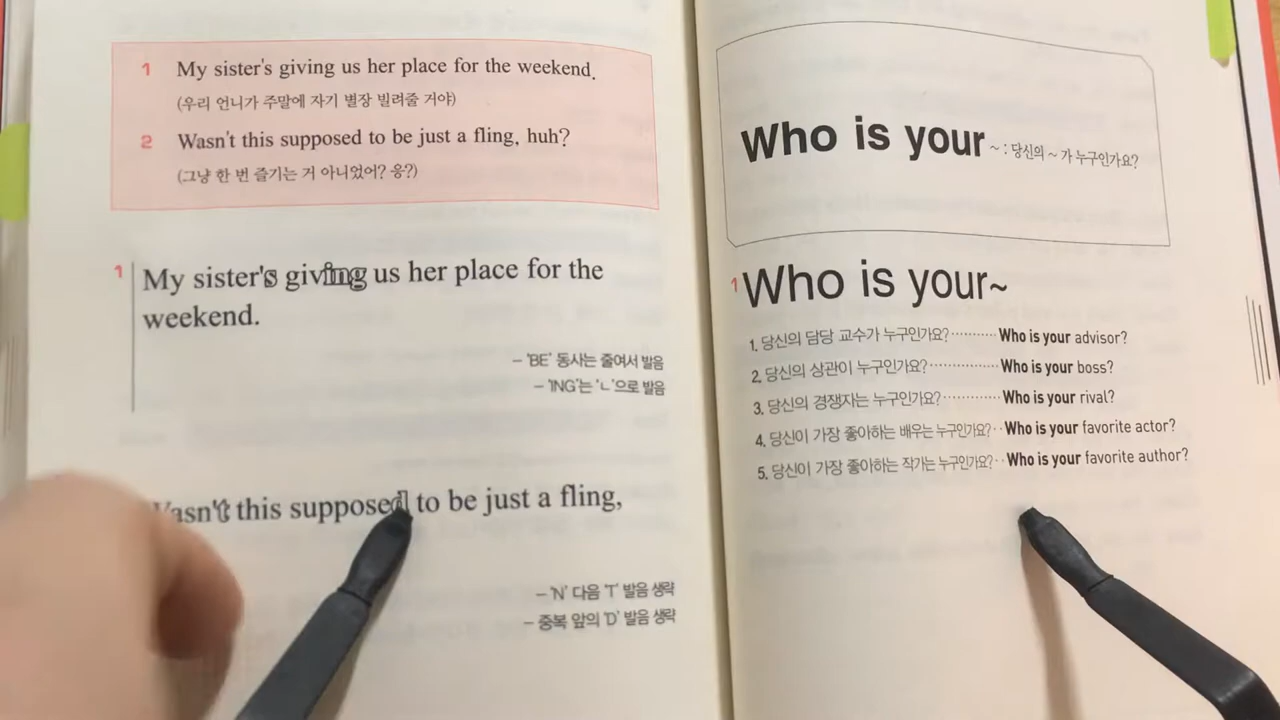 1 My sister's giving us her place for the weekend.
(우리 언니가 주말에 자기 별장 빌려줄 거야)
2 Wasn't this supposed to be just a fling, huh?
(그냥 한 번 즐기는 거 아니었어? 응?)
1 My sister's giving us her place for the
weekend.
– 'BE' 동사는 줄여서 발음
– 'ING'는 'ㄴ'으로 발음
this supposed to be just a fling,
– 'N' 다음 'T' 발음 생략
– 중복 앞의 'D' 발음 생략
Who is your ~ : 당신의 ~ 가 누구인가요?
1 Who is your~
1. 당신의 담당 교수가 누구인가요? ·········· Who is your advisor?
2. 당신의 상관이 누구인가요? ··············· Who is your boss?
3. 당신의 경쟁자는 누구인가요? ············ Who is your rival?
4. 당신이 가장 좋아하는 배우는 누구인가요? ·· Who is your favorite actor?
5. 당신이 가장 좋아하는 작가는 누구인가요? ·· Who is your favorite author?